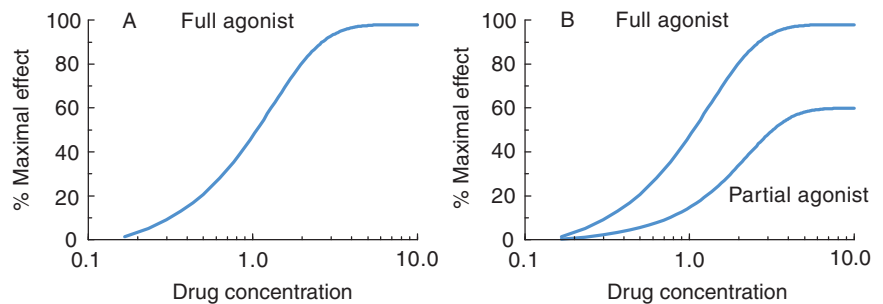 A Full agonist
% Maximal effect
100
80
60
40
20
0
0.1 1.0 10.0
Drug concentration
B Full agonist
% Maximal effect
100
80
60
40
20
0
Partial agonist
0.1 1.0 10.0
Drug concentration